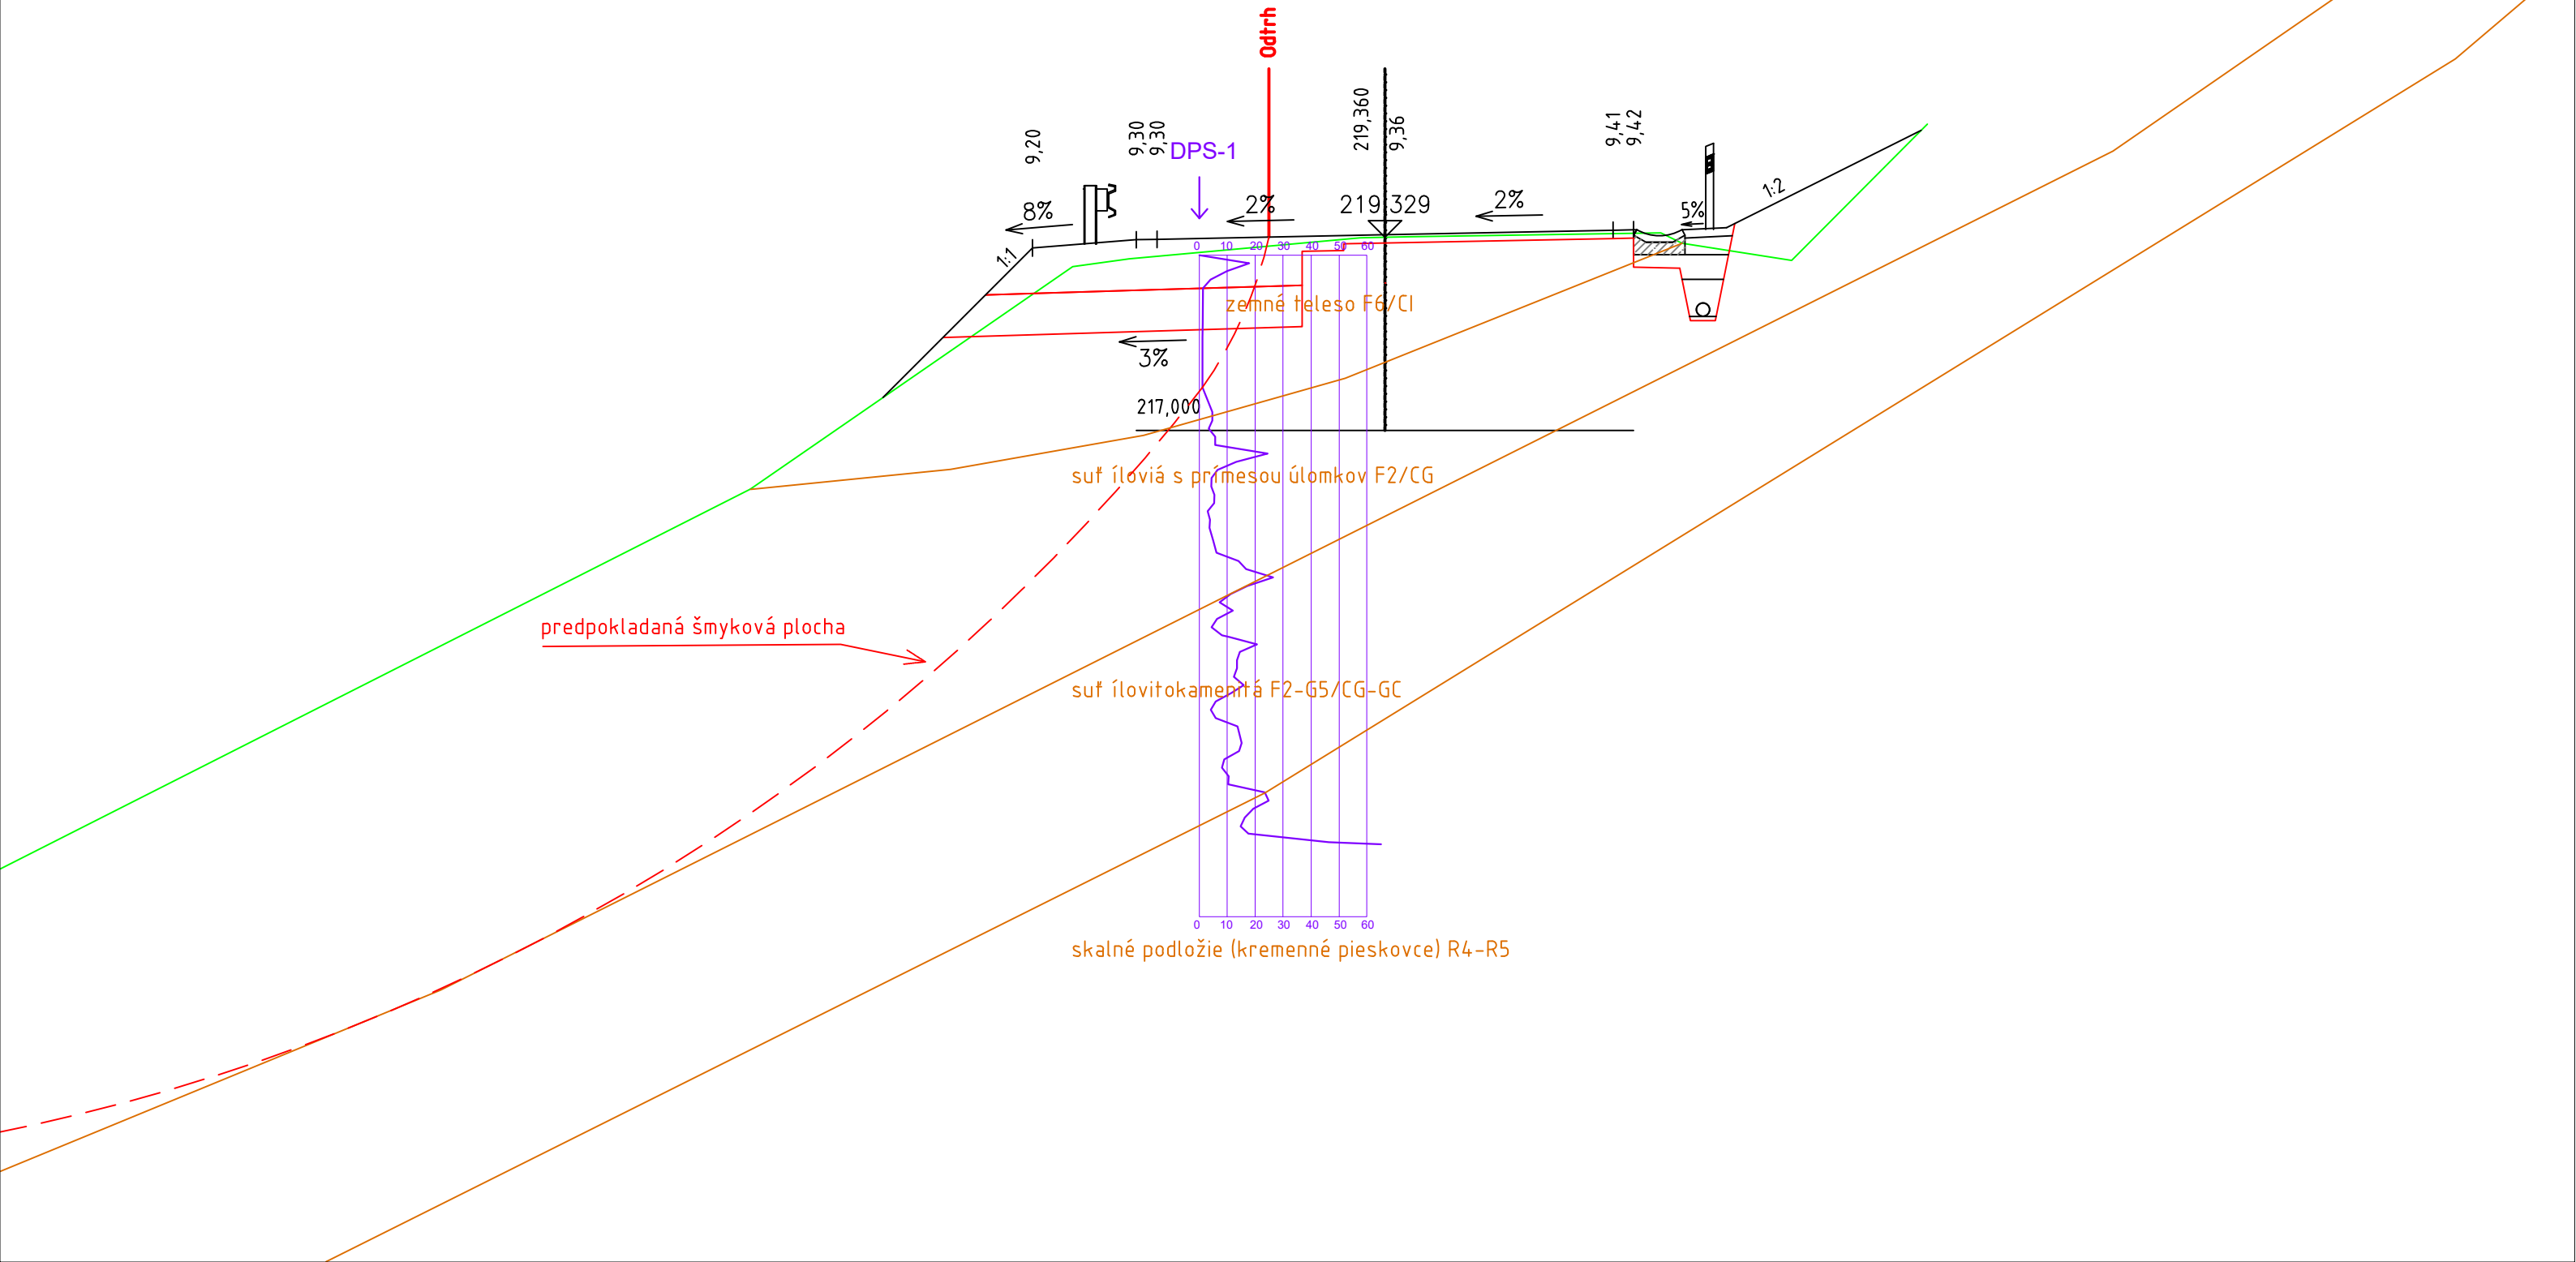 Odtrh
219,360
9,36
9,41
9,42
9,20
9,30
9,30
DPS-1
1:2
8%
2%
219,329
2%
5%
1:1
0 10 20 30 40 50 60
zemné teleso F6/CI
3%
217,000
suť íloviá s prímesou úlomkov F2/CG
predpokladaná šmyková plocha
suť ílovitokamenitá F2-G5/CG-GC
0 10 20 30 40 50 60
skalné podložie (kremenné pieskovce) R4-R5